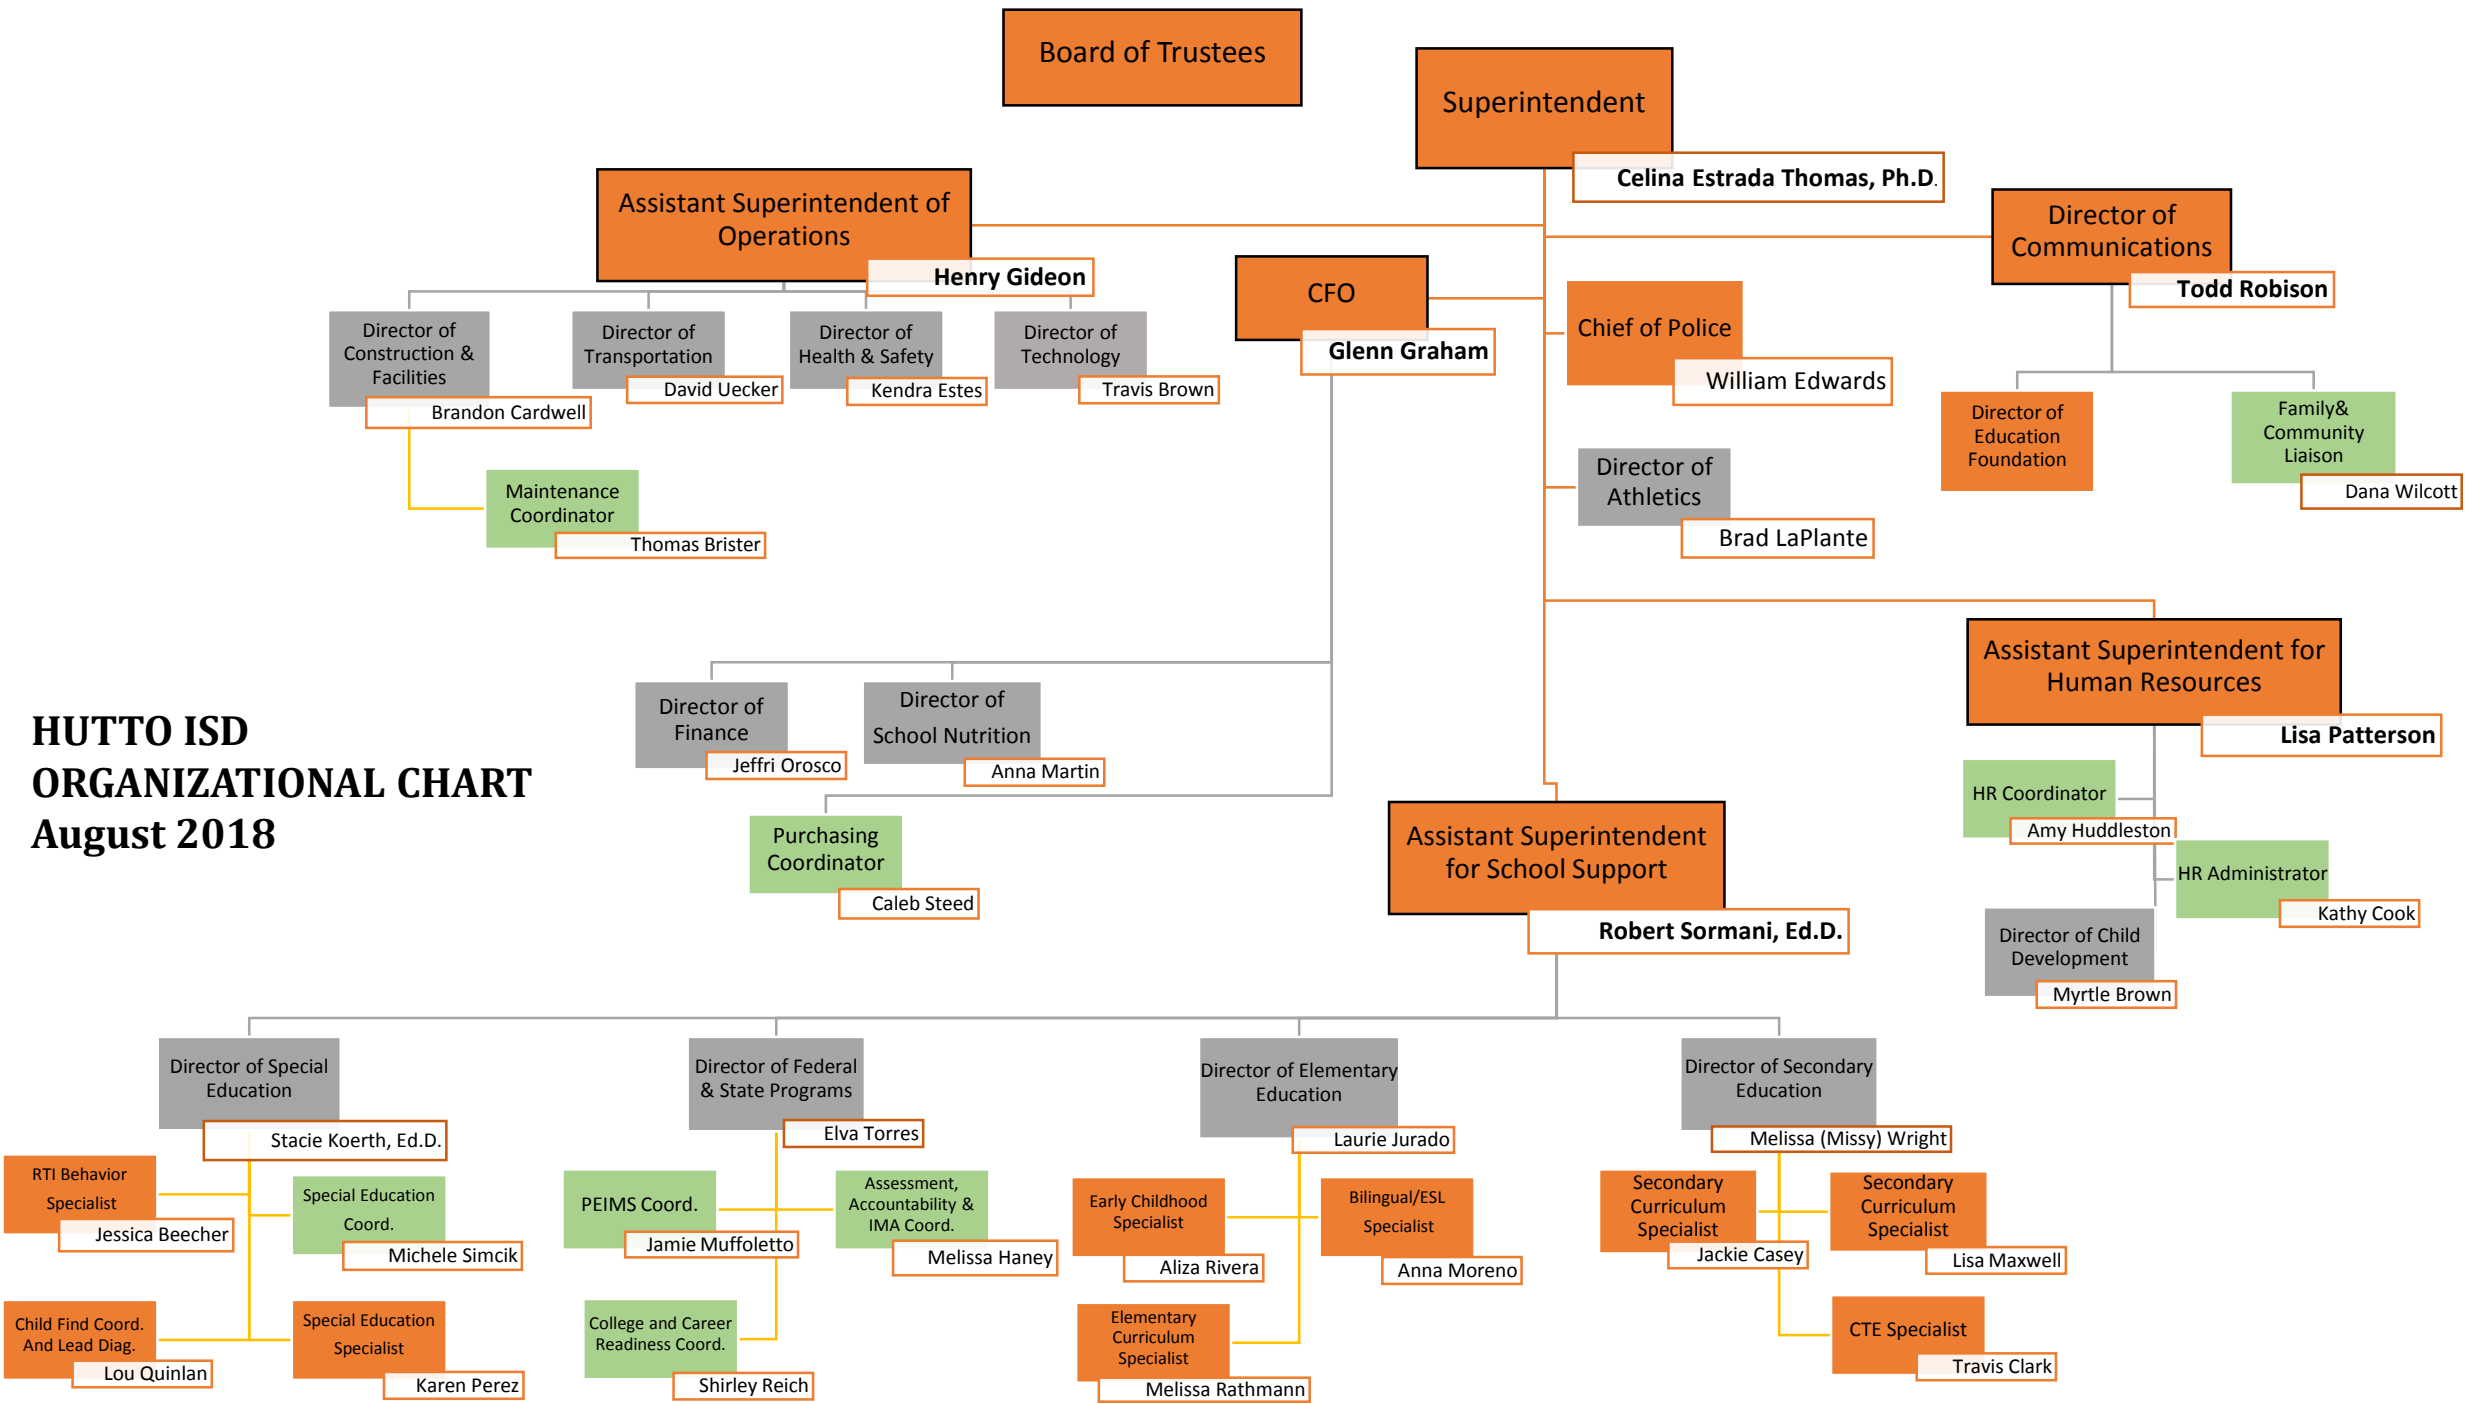 Board of Trustees
Superintendent
Celina Estrada Thomas, Ph.D.
Assistant Superintendent of
Operations
Henry Gideon
Director of
Communications
Todd Robison
CFO
Glenn Graham
Chief of Police
William Edwards
Director of
Construction &
Facilities
Brandon Cardwell
Director of
Transportation
David Uecker
Director of
Health & Safety
Kendra Estes
Director of
Technology
Travis Brown
Director of
Education
Foundation
Family&
Community
Liaison
Dana Wilcott
Maintenance
Coordinator
Thomas Brister
Director of
Athletics
Brad LaPlante
Assistant Superintendent for
Human Resources
Lisa Patterson
Director of
Finance
Jeffri Orosco
Director of
School Nutrition
Anna Martin
HUTTO ISD
ORGANIZATIONAL CHART
August 2018
Purchasing
Coordinator
Caleb Steed
Assistant Superintendent
for School Support
Robert Sormani, Ed.D.
HR Coordinator
Amy Huddleston
HR Administrator
Kathy Cook
Director of Child
Development
Myrtle Brown
Director of Special
Education
Stacie Koerth, Ed.D.
Director of Federal
& State Programs
Elva Torres
Director of Elementary
Education
Laurie Jurado
Director of Secondary
Education
Melissa (Missy) Wright
RTI Behavior
Specialist
Jessica Beecher
Special Education
Coord.
Michele Simcik
PEIMS Coord.
Jamie Muffoletto
Assessment,
Accountability &
IMA Coord.
Melissa Haney
Early Childhood
Specialist
Aliza Rivera
Bilingual/ESL
Specialist
Anna Moreno
Secondary
Curriculum
Specialist
Jackie Casey
Secondary
Curriculum
Specialist
Lisa Maxwell
Child Find Coord.
And Lead Diag.
Lou Quinlan
Special Education
Specialist
Karen Perez
College and Career
Readiness Coord.
Shirley Reich
Elementary
Curriculum
Specialist
Melissa Rathmann
CTE Specialist
Travis Clark